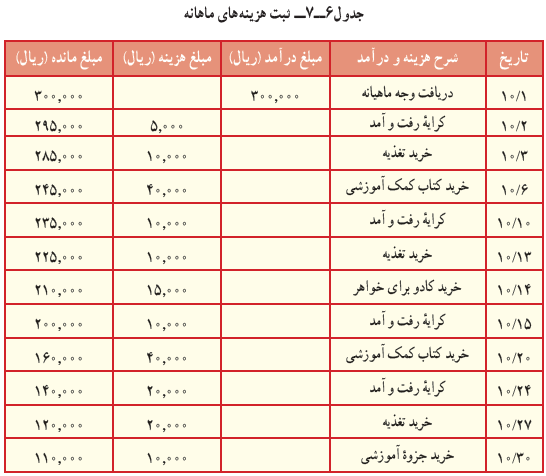 جدول۶ــ۷ــ ثبت هزینه‌های ماهانه
تاریخ شرح هزینه و درآمد مبلغ درآمد (ریال) مبلغ هزینه (ریال) مبلغ مانده (ریال)
۱۰/۱ دریافت وجه ماهیانه ۳۰۰,۰۰۰ ۳۰۰,۰۰۰
۱۰/۲ کرایهٔ رفت و آمد ۵,۰۰۰ ۲۹۵,۰۰۰
۱۰/۳ خرید تغذیه ۱۰,۰۰۰ ۲۸۵,۰۰۰
۱۰/۶ خرید کتاب کمک آموزشی ۴۰,۰۰۰ ۲۴۵,۰۰۰
۱۰/۱۰ کرایهٔ رفت و آمد ۱۰,۰۰۰ ۲۳۵,۰۰۰
۱۰/۱۳ خرید تغذیه ۱۰,۰۰۰ ۲۲۵,۰۰۰
۱۰/۱۴ خرید کادو برای خواهر ۱۵,۰۰۰ ۲۱۰,۰۰۰
۱۰/۱۵ کرایهٔ رفت و آمد ۱۰,۰۰۰ ۲۰۰,۰۰۰
۱۰/۲۰ خرید کتاب کمک آموزشی ۴۰,۰۰۰ ۱۶۰,۰۰۰
۱۰/۲۴ کرایهٔ رفت و آمد ۲۰,۰۰۰ ۱۴۰,۰۰۰
۱۰/۲۷ خرید تغذیه ۲۰,۰۰۰ ۱۲۰,۰۰۰
۱۰/۳۰ خرید جزوهٔ آموزشی ۱۰,۰۰۰ ۱۱۰,۰۰۰